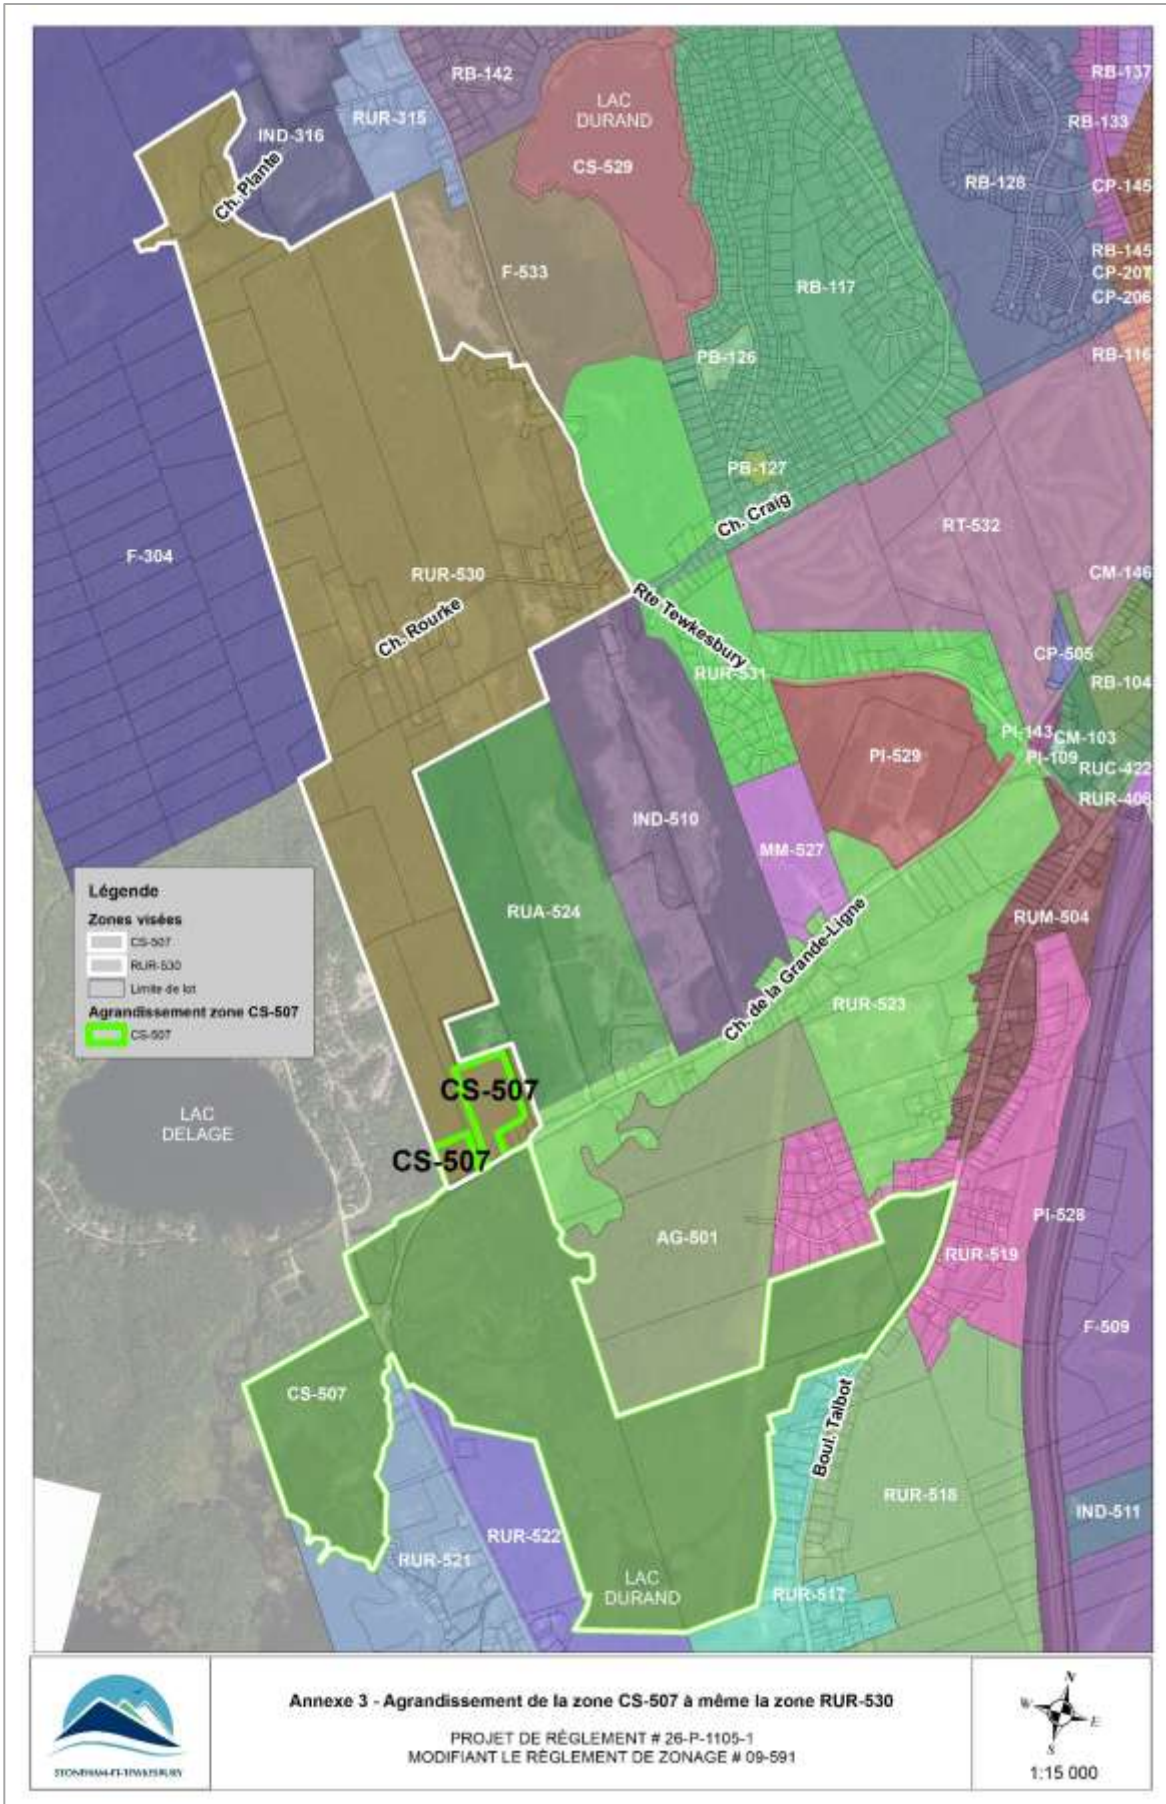 RB-142
RB-137
LAC
DURAND
RUR-315
IND-316
RB-133
CS-529
Ch. Plante
RB-128
CP-145
RB-145
CP-207
CP-206
F-533
RB-117
PB-126
RB-116
PB-127
Ch. Craig
RT-532
F-304
RUR-530
CM-146
Ch. Rourke
Rte Tewkesbury
CP-505
RUR-531
RB-104
PI-143
CM-103
PI-529
PI-109
RUC-422
RUR-408
IND-510
MM-527
Légende
Zones visées
CS-507
RUR-530
Limite de lot
Agrandissement zone CS-507
CS-507
RUA-524
RUM-504
Ch. de la Grande-Ligne
RUR-523
CS-507
LAC
DELAGE
CS-507
AG-501
PI-528
RUR-519
F-509
CS-507
Boul. Talbot
RUR-518
IND-511
RUR-522
RUR-521
LAC
DURAND
RUR-517
STONEHAM-ET-TEWKESBURY
Annexe 3 - Agrandissement de la zone CS-507 à même la zone RUR-530
PROJET DE RÈGLEMENT # 26-P-1105-1
MODIFIANT LE RÈGLEMENT DE ZONAGE # 09-591
N
W
E
S
1:15 000